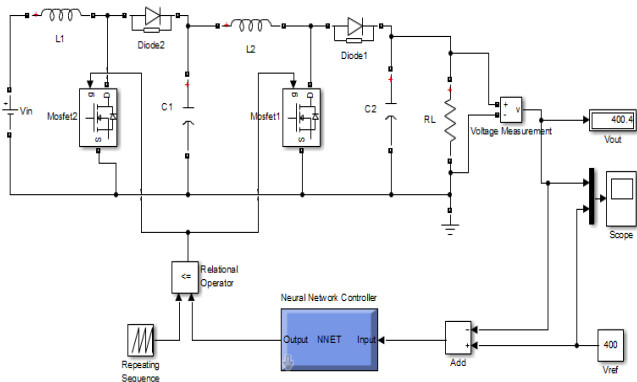 L1
Diode2
L2
Diode1
Vin
Mosfet2
g
D
S
C1
Mosfet1
g
D
S
C2
RL
+
-
v
Voltage Measurement
400.4
Vout
Scope
<=
Relational
Operator
Repeating
Sequence
Neural Network Controller
Output
NNET
Input
−
+
Add
400
Vref